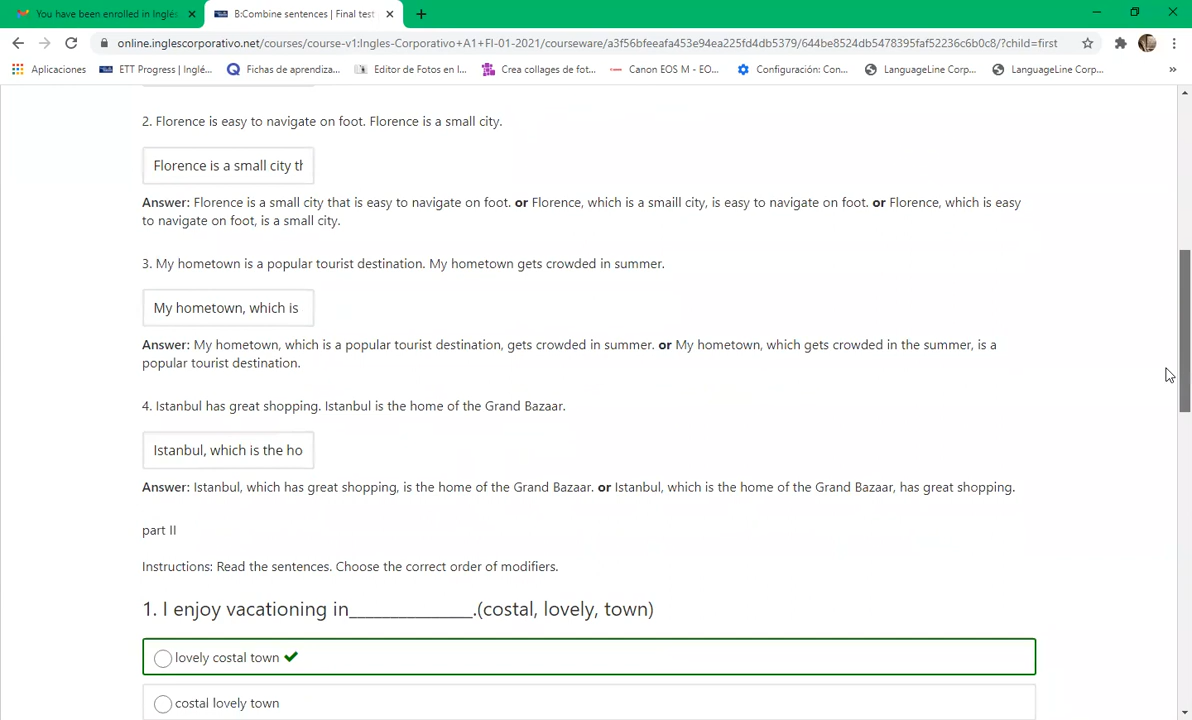 You have been enrolled in Inglés
B:Combine sentences | Final test
online.inglescorporativo.net/courses/course-v1:Ingles-Corporativo+A1+FI-01-2021/courseware/a3f56bfeeafa453e94ea225fd4db5379/644be8524db5478395faf52236c6b0c8/?child=first
Aplicaciones
ETT Progress | Inglé...
Fichas de aprendiza...
Editor de Fotos en l...
Crea collages de fot...
Canon EOS M - EO...
Configuración: Con...
LanguageLine Corp...
LanguageLine Corp...
»
2. Florence is easy to navigate on foot. Florence is a small city.
Florence is a small city th
Answer: Florence is a small city that is easy to navigate on foot. or Florence, which is a smaill city, is easy to navigate on foot. or Florence, which is easy
to navigate on foot, is a small city.
3. My hometown is a popular tourist destination. My hometown gets crowded in summer.
My hometown, which is
Answer: My hometown, which is a popular tourist destination, gets crowded in summer. or My hometown, which gets crowded in the summer, is a
popular tourist destination.
4. Istanbul has great shopping. Istanbul is the home of the Grand Bazaar.
Istanbul, which is the ho
Answer: Istanbul, which has great shopping, is the home of the Grand Bazaar. or Istanbul, which is the home of the Grand Bazaar, has great shopping.
part II
Instructions: Read the sentences. Choose the correct order of modifiers.
1. I enjoy vacationing in______________.(costal, lovely, town)
lovely costal town
costal lovely town